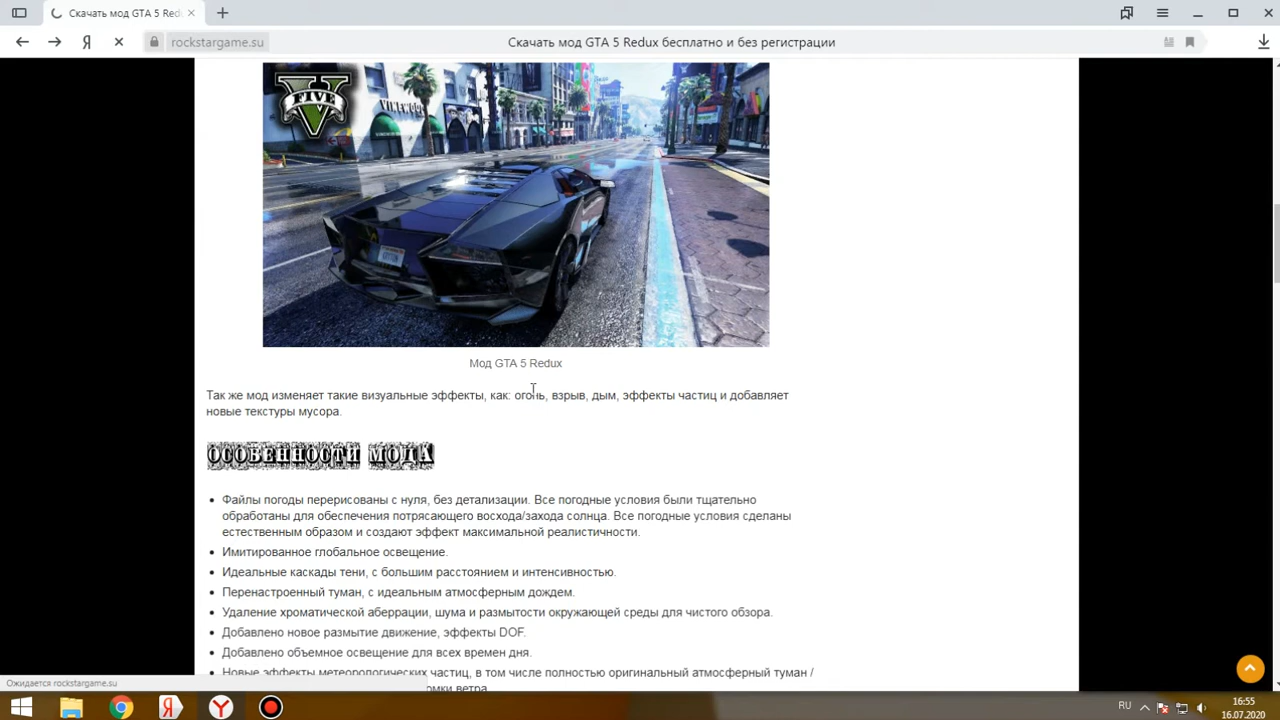 Скачать мод GTA 5 Red
rockstargame.su
Скачать мод GTA 5 Redux бесплатно и без регистрации
VINEWOO
FIVE
Мод GTA 5 Redux
Так же мод изменяет такие визуальные эффекты, как: огонь, взрыв, дым, эффекты частиц и добавляет
новые текстуры мусора.
ОСОБЕННОСТИ МОДА
Файлы погоды перерисованы с нуля, без детализации. Все погодные условия были тщательно
обработаны для обеспечения потрясающего восхода/захода солнца. Все погодные условия сделаны
естественным образом и создают эффект максимальной реалистичности.
Имитированное глобальное освещение.
Идеальные каскады тени, с большим расстоянием и интенсивностью.
Перенастроенный туман, с идеальным атмосферным дождем.
Удаление хроматической аберрации, шума и размытости окружающей среды для чистого обзора.
Добавлено новое размытие движение, эффекты DOF.
Добавлено объемное освещение для всех времен дня.
Новые эффекты метеорологических частиц, в том числе полностью оригинальный атмосферный туман /
омки ветра
Ожидается rockstargame.su
RU
16:55
16.07.2020